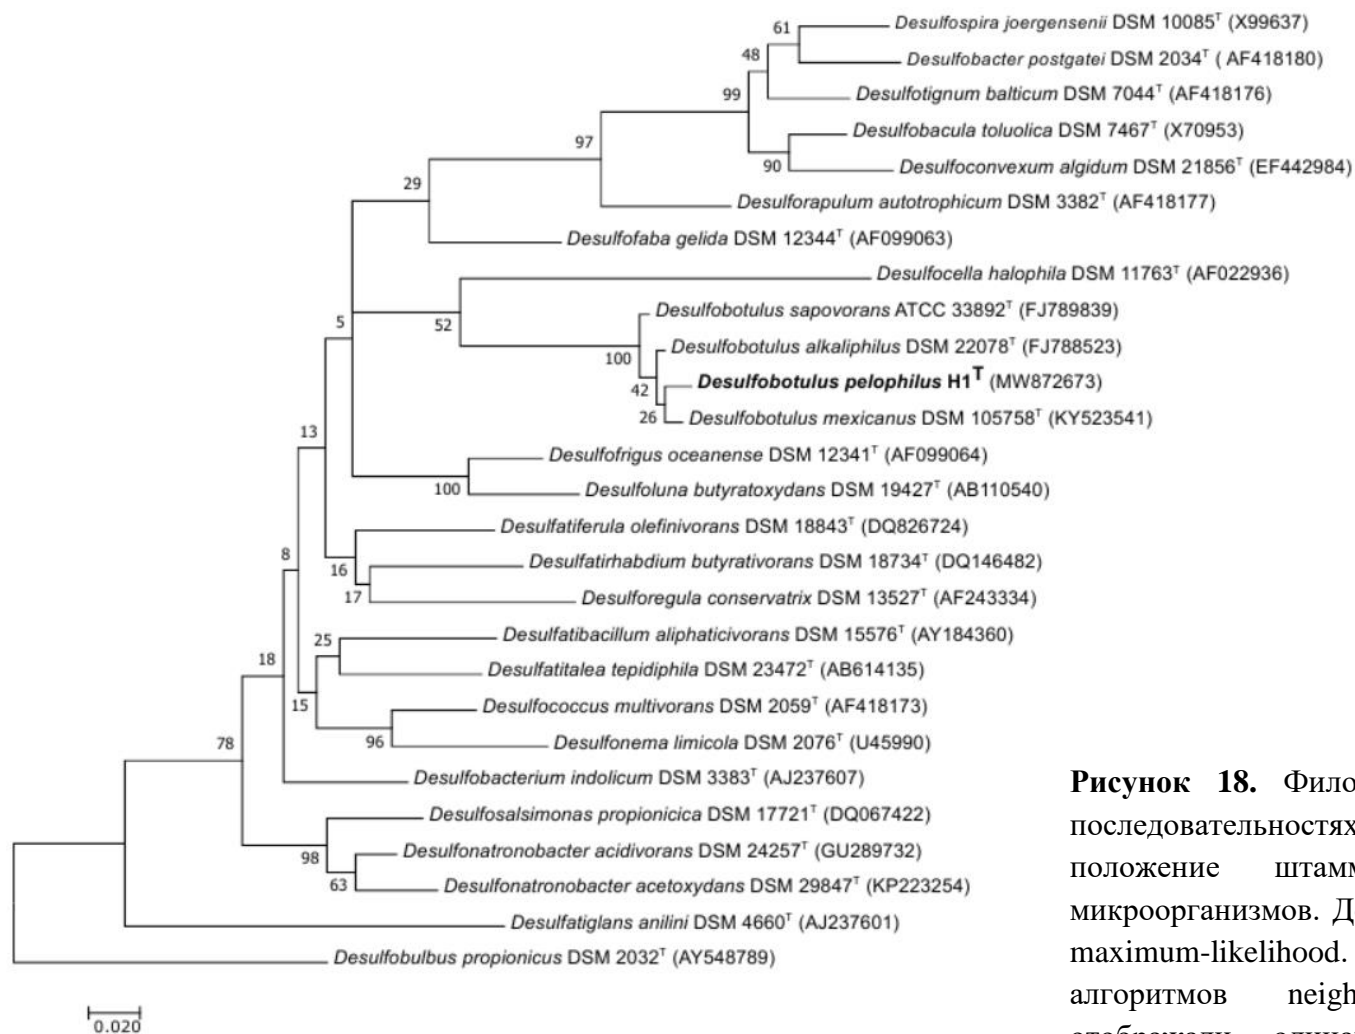 61
Desulfospira joergensenii DSM 10085ᵀ (X99637)
48
Desulfobacter postgatei DSM 2034ᵀ ( AF418180)
99
Desulfotignum balticum DSM 7044ᵀ (AF418176)
97
Desulfobacula toluolica DSM 7467ᵀ (X70953)
90
Desulfoconvexum algidum DSM 21856ᵀ (EF442984)
29
Desulforapulum autotrophicum DSM 3382ᵀ (AF418177)
Desulfofaba gelida DSM 12344ᵀ (AF099063)
Desulfocella halophila DSM 11763ᵀ (AF022936)
5
52
Desulfobotulus sapovorans ATCC 33892ᵀ (FJ789839)
100
Desulfobotulus alkaliphilus DSM 22078ᵀ (FJ788523)
42
Desulfobotulus pelophilus H1ᵀ (MW872673)
26
Desulfobotulus mexicanus DSM 105758ᵀ (KY523541)
13
Desulfofrigus oceanense DSM 12341ᵀ (AF099064)
100
Desulfoluna butyratoxydans DSM 19427ᵀ (AB110540)
Desulfatiferula olefinivorans DSM 18843ᵀ (DQ826724)
8
16
Desulfatirhabdium butyrativorans DSM 18734ᵀ (DQ146482)
17
Desulforegula conservatrix DSM 13527ᵀ (AF243334)
25
Desulfatibacillum aliphaticivorans DSM 15576ᵀ (AY184360)
18
Desulfatitalea tepidiphila DSM 23472ᵀ (AB614135)
15
Desulfococcus multivorans DSM 2059ᵀ (AF418173)
78
96
Desulfonema limicola DSM 2076ᵀ (U45990)
Desulfobacterium indolicum DSM 3383ᵀ (AJ237607)
Desulfosalsimonas propionicica DSM 17721ᵀ (DQ067422)
98
Desulfonatronobacter acidivorans DSM 24257ᵀ (GU289732)
63
Desulfonatronobacter acetoxydans DSM 29847ᵀ (KP223254)
Desulfatiglans anilini DSM 4660ᵀ (AJ237601)
Desulfobulbus propionicus DSM 2032ᵀ (AY548789)
0.020
Рисунок 18. Фило
последовательностях
положение штамм
микроорганизмов. Д
maximum-likelihood.
алгоритмов neigh